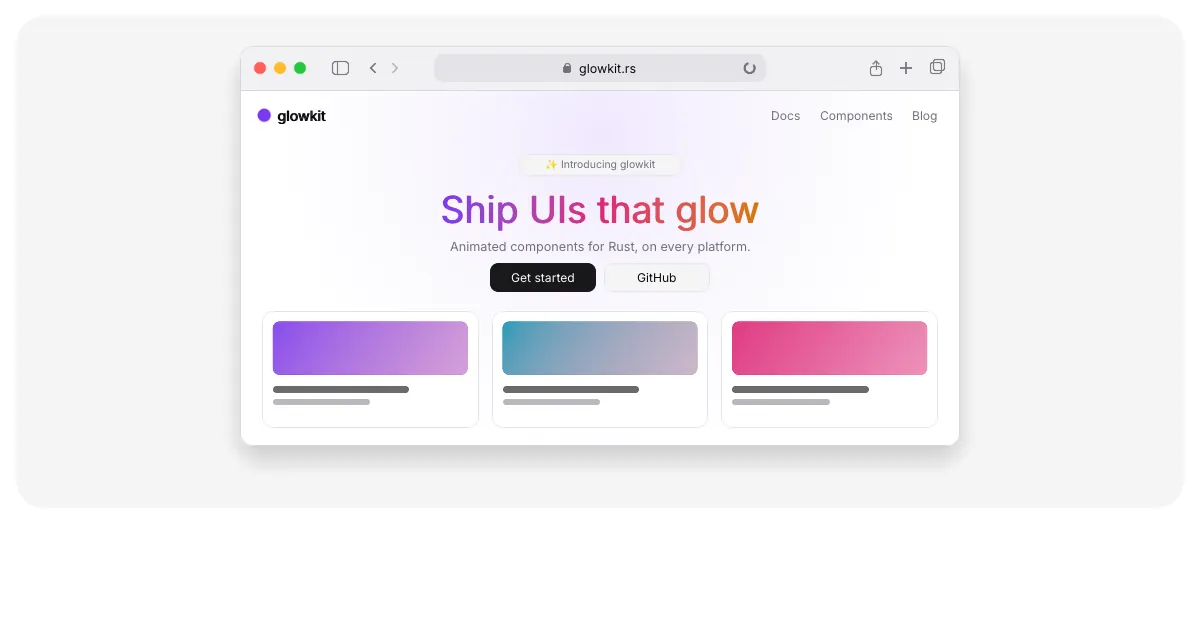 glowkit.rs
glowkit
Docs Components Blog
✨ Introducing glowkit
Ship UIs that glow
Animated components for Rust, on every platform.
Get started GitHub